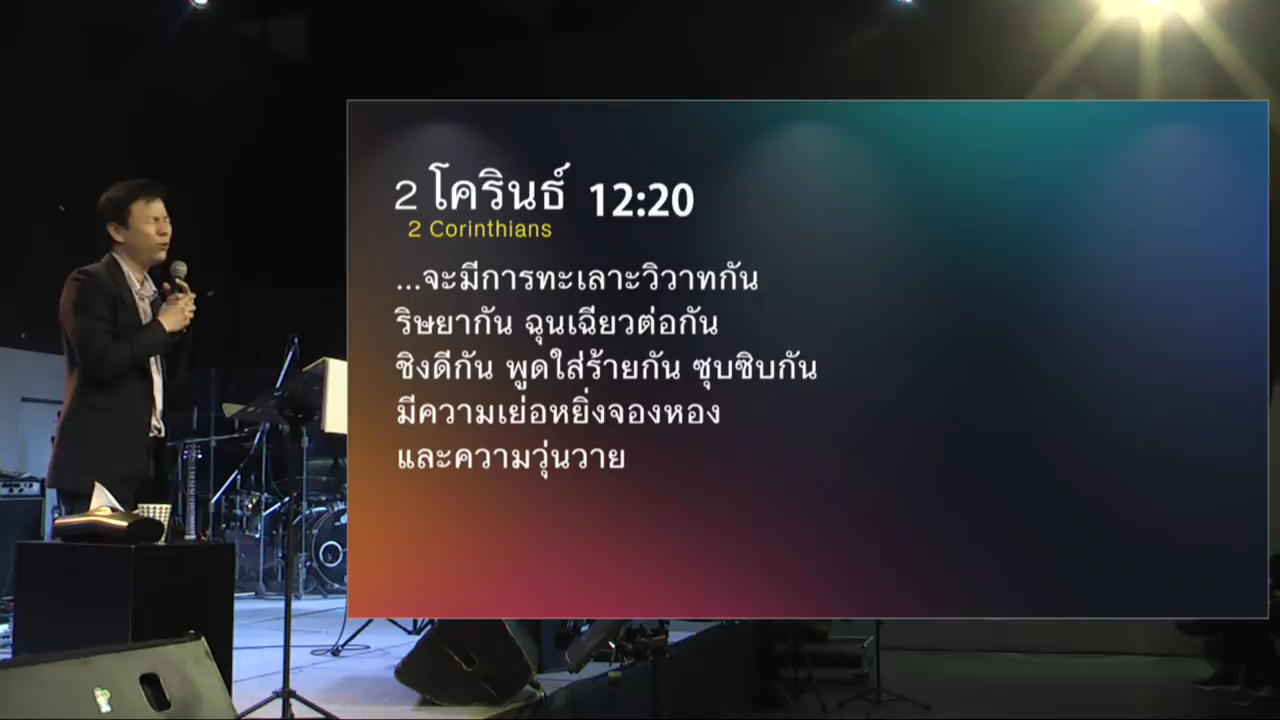 2 โครินธ์ 12:20
2 Corinthians
...จะมีการทะเลาะวิวาทกัน
ริษยากัน ฉุนเฉียวต่อกัน
ชิงดีกัน พูดใส่ร้ายกัน ซุบซิบกัน
มีความเย่อหยิ่งจองหอง
และความวุ่นวาย